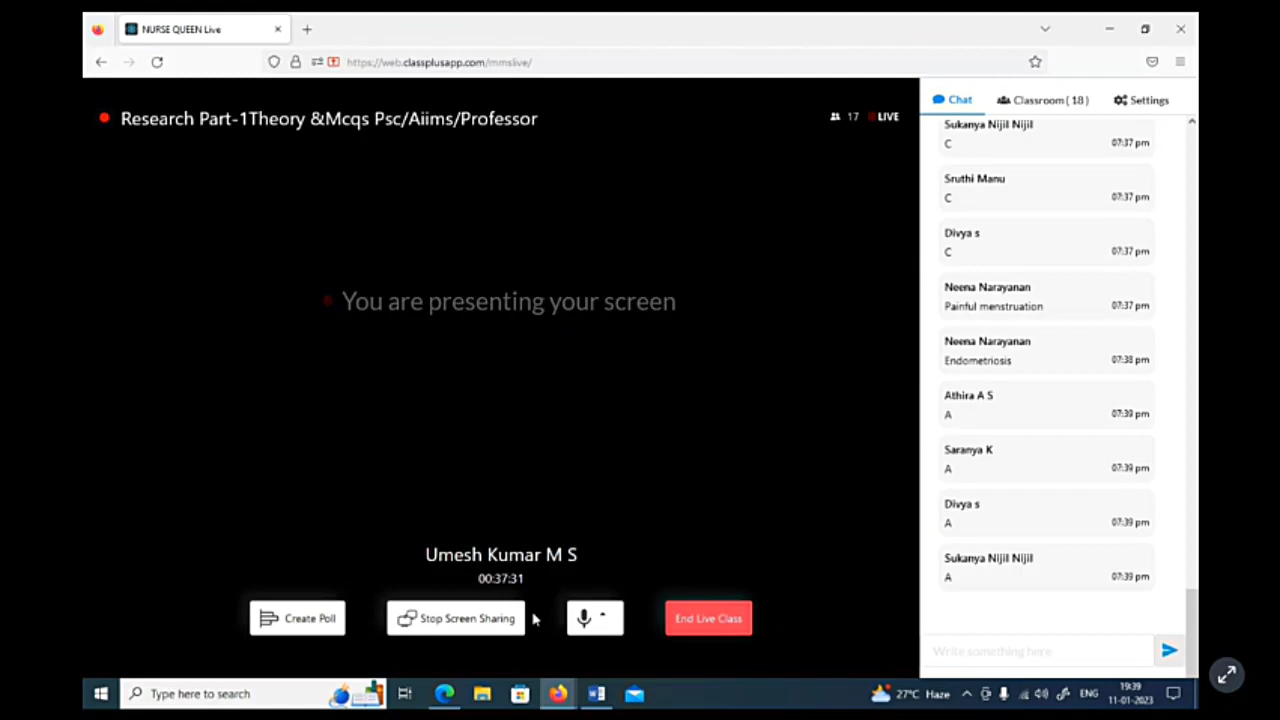 NURSE QUEEN Live
https://web.classplusapp.com/mmslive/
Research Part-1Theory &Mcqs Psc/Aiims/Professor
17 LIVE
You are presenting your screen
Umesh Kumar M S
00:37:31
Create Poll
Stop Screen Sharing
End Live Class
Chat
Classroom ( 18 )
Settings
Sukanya Nijil Nijil
C 07:37 pm
Sruthi Manu
C 07:37 pm
Divya s
C 07:37 pm
Neena Narayanan
Painful menstruation 07:37 pm
Neena Narayanan
Endometriosis 07:38 pm
Athira A S
A 07:39 pm
Saranya K
A 07:39 pm
Divya s
A 07:39 pm
Sukanya Nijil Nijil
A 07:39 pm
Write something here
Type here to search
27°C Haze
ENG
19:39
11-01-2023